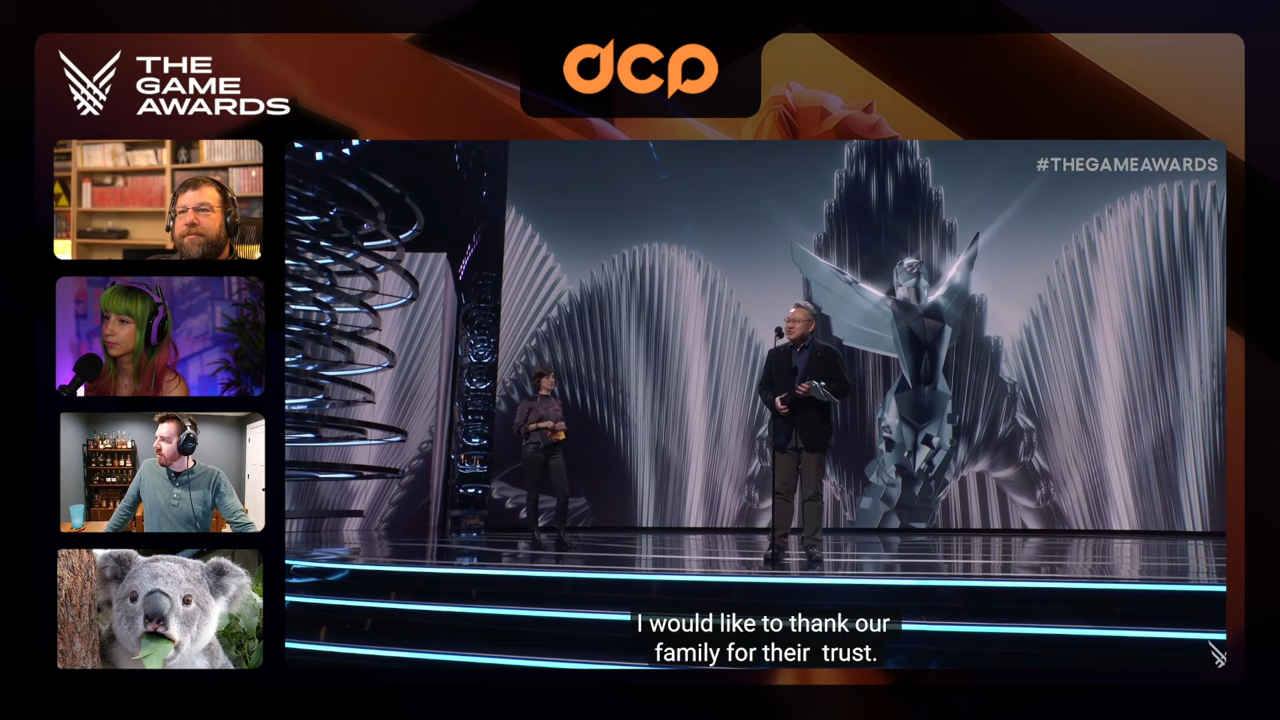 THE
GAME
AWARDS
dcp
#THEGAMEAWARDS
I would like to thank our
family for their trust.